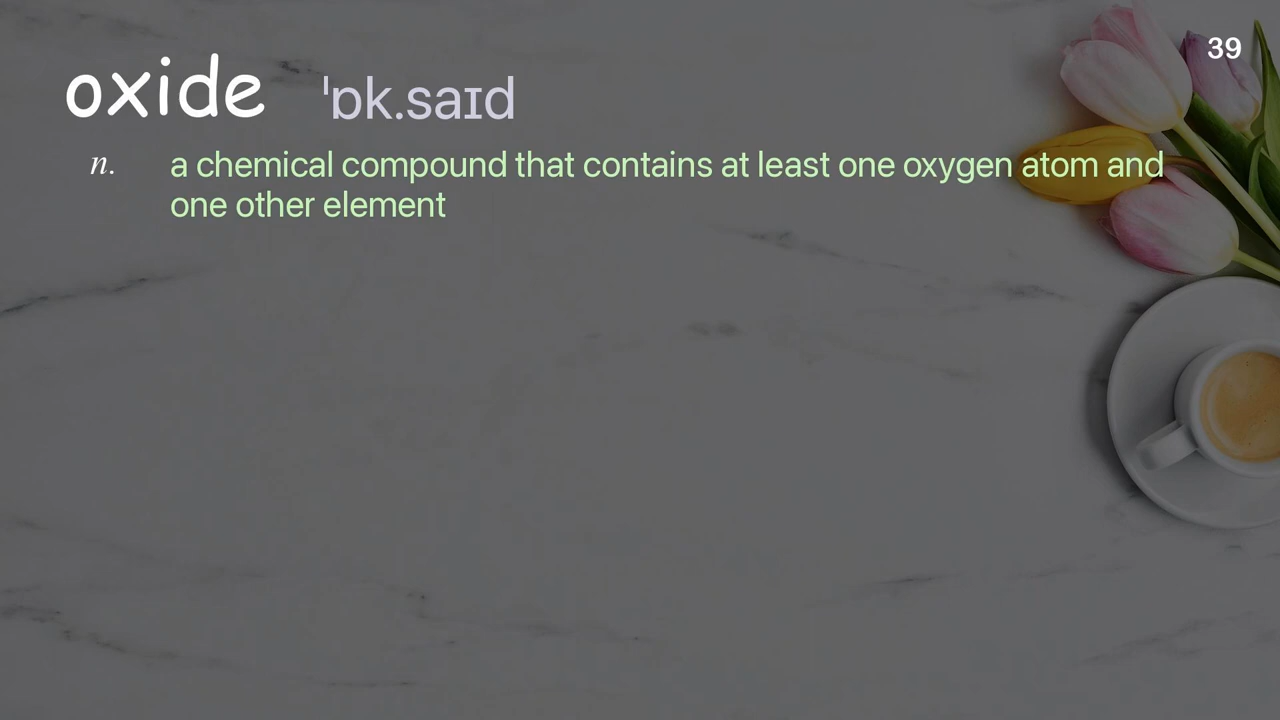 39
oxide ˈɒk.saɪd
n. a chemical compound that contains at least one oxygen atom and
one other element